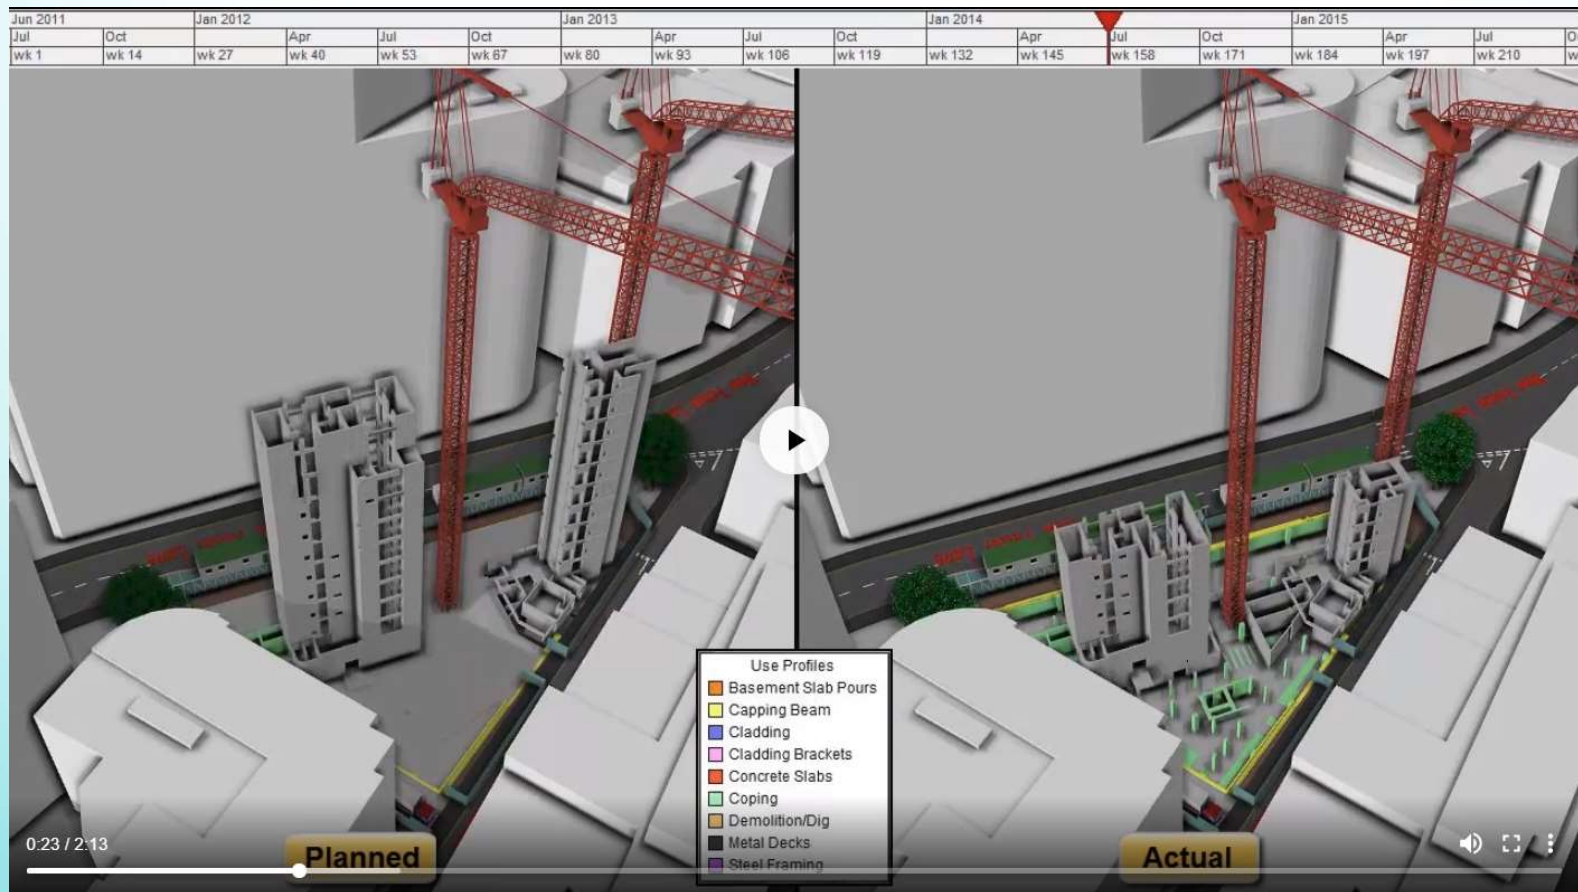 Jun 2011 Jan 2012 Jan 2013 Jan 2014 Jan 2015
Jul Oct Apr Jul Oct Apr Jul Oct Apr Jul Oct Apr Jul
wk 1 wk 14 wk 27 wk 40 wk 53 wk 67 wk 80 wk 93 wk 106 wk 119 wk 132 wk 145 wk 158 wk 171 wk 184 wk 197 wk 210
Use Profiles
Basement Slab Pours
Capping Beam
Cladding
Cladding Brackets
Concrete Slabs
Coping
Demolition/Dig
Metal Decks
Steel Framing
0:23 / 2:13
Planned
Actual